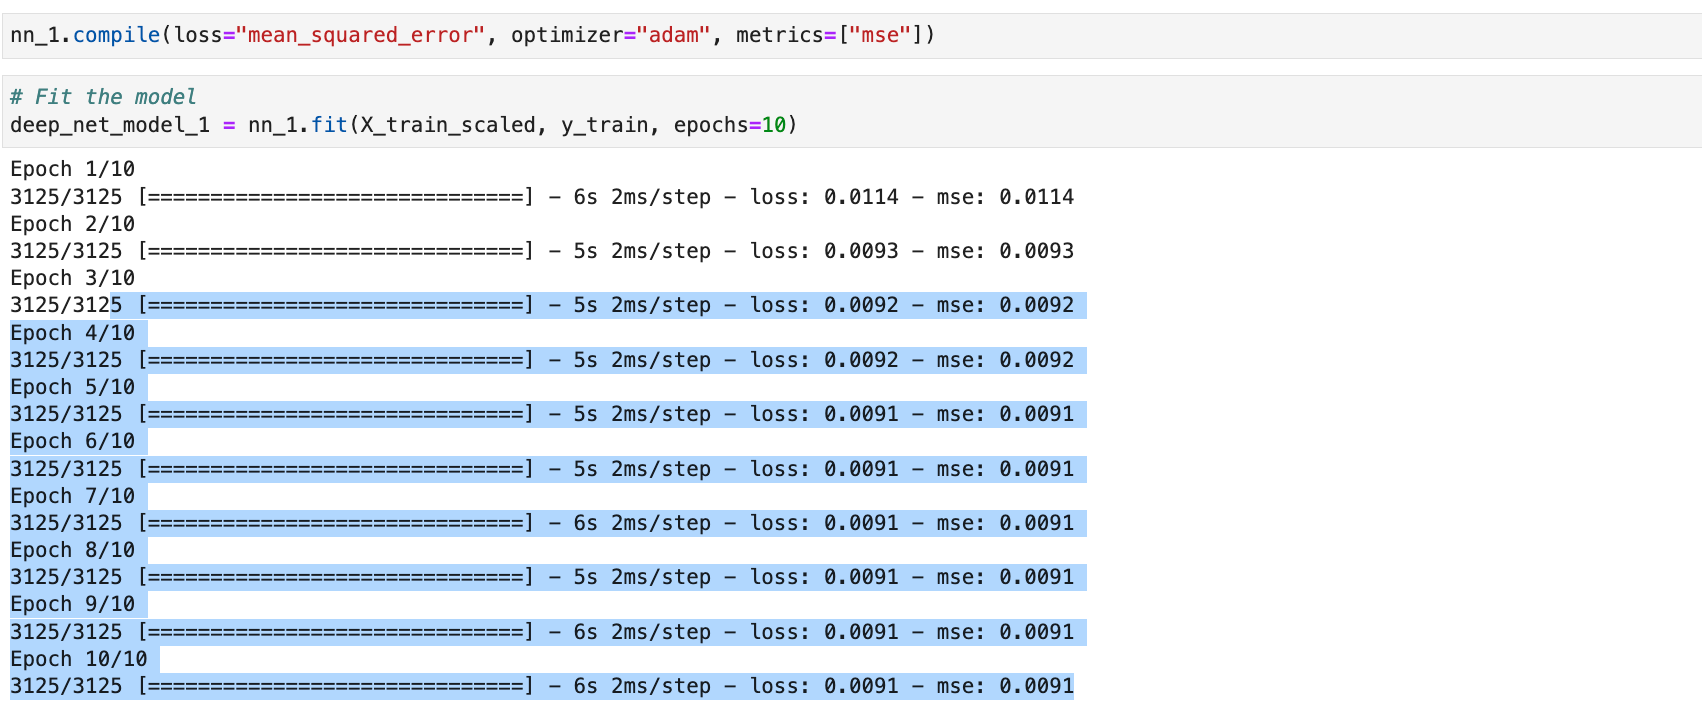 nn_1.compile(loss="mean_squared_error", optimizer="adam", metrics=["mse"])
# Fit the model
deep_net_model_1 = nn_1.fit(X_train_scaled, y_train, epochs=10)
Epoch 1/10
3125/3125 [==============================] - 6s 2ms/step - loss: 0.0114 - mse: 0.0114
Epoch 2/10
3125/3125 [==============================] - 5s 2ms/step - loss: 0.0093 - mse: 0.0093
Epoch 3/10
3125/3125 [==============================] - 5s 2ms/step - loss: 0.0092 - mse: 0.0092
Epoch 4/10
3125/3125 [==============================] - 5s 2ms/step - loss: 0.0092 - mse: 0.0092
Epoch 5/10
3125/3125 [==============================] - 5s 2ms/step - loss: 0.0091 - mse: 0.0091
Epoch 6/10
3125/3125 [==============================] - 5s 2ms/step - loss: 0.0091 - mse: 0.0091
Epoch 7/10
3125/3125 [==============================] - 6s 2ms/step - loss: 0.0091 - mse: 0.0091
Epoch 8/10
3125/3125 [==============================] - 5s 2ms/step - loss: 0.0091 - mse: 0.0091
Epoch 9/10
3125/3125 [==============================] - 6s 2ms/step - loss: 0.0091 - mse: 0.0091
Epoch 10/10
3125/3125 [==============================] - 6s 2ms/step - loss: 0.0091 - mse: 0.0091